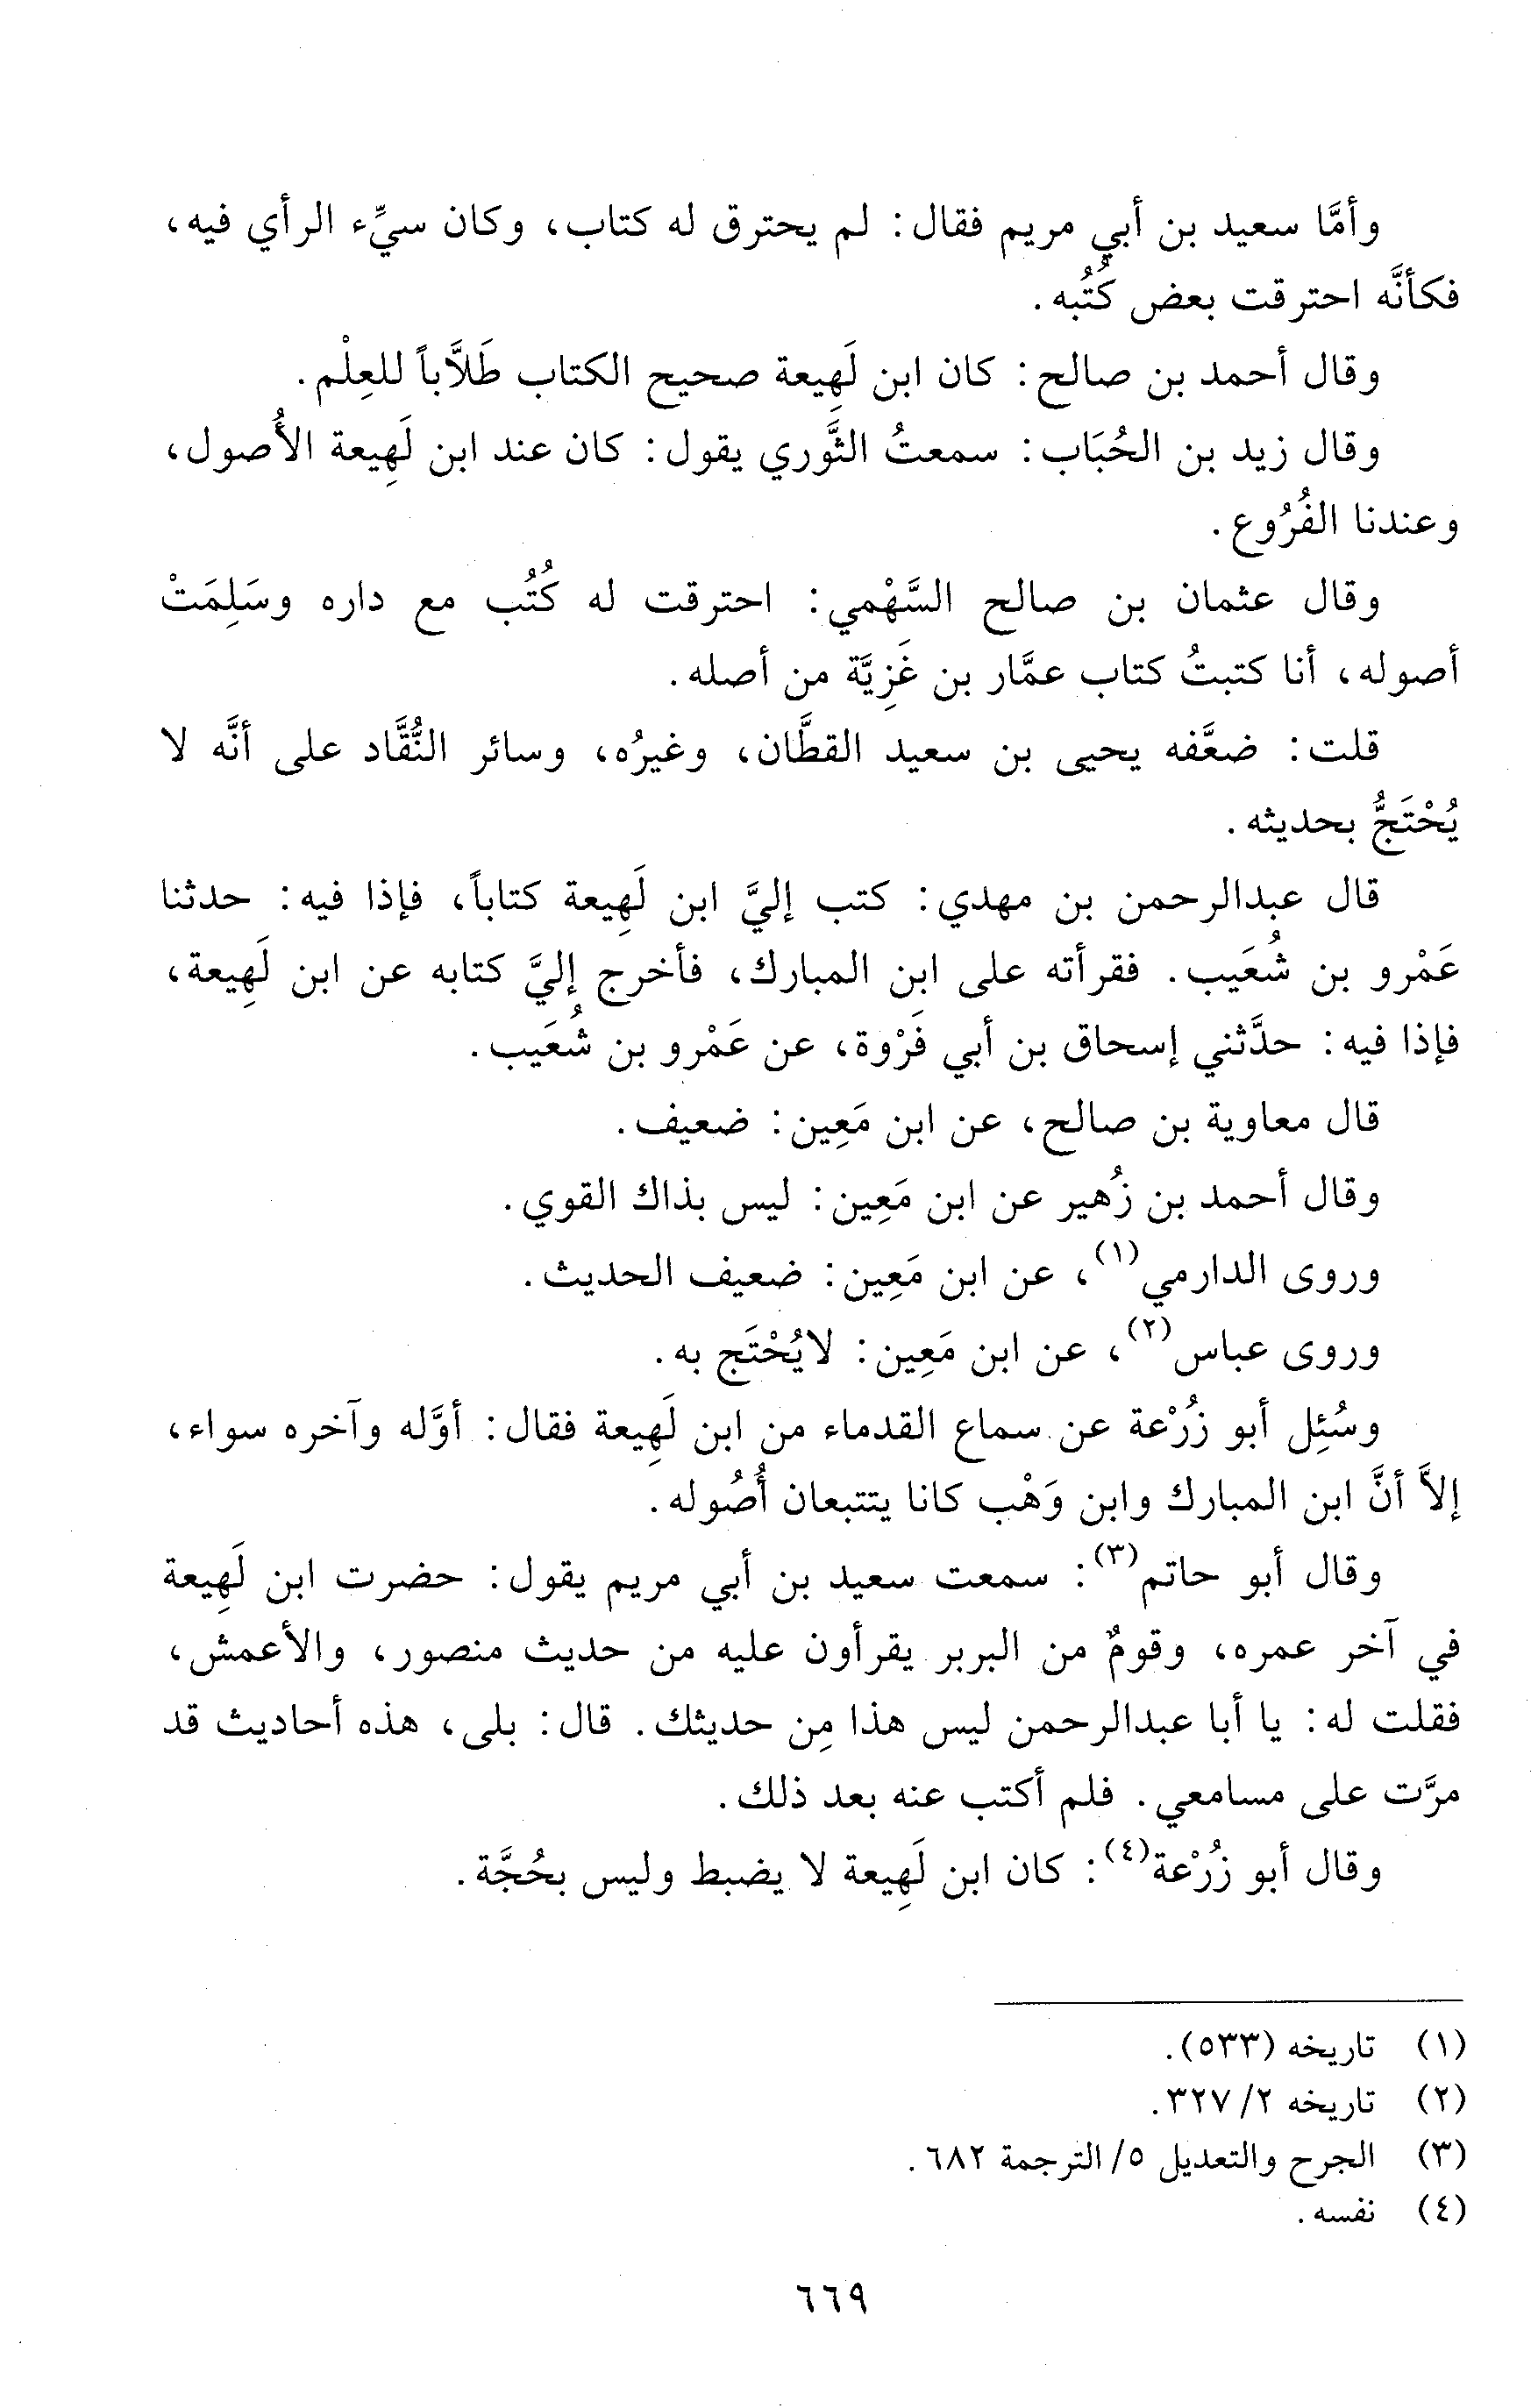 وأمَّا سعيد بن أبي مريم فقال: لم يحترق له كتاب، وكان سيِّء الرأي فيه،
فكأنَّه احترقت بعض كُتُبه.
وقال أحمد بن صالح: كان ابن لَهِيعة صحيح الكتاب طَلَّاباً للعِلْم.
وقال زيد بن الحُبَاب: سمعتُ الثَّوري يقول: كان عند ابن لَهِيعة الأُصول،
وعندنا الفُرُوع.
وقال عثمان بن صالح السَّهْمي: احترقت له كُتُب مع داره وسَلِمَتْ
أصوله، أنا كتبتُ كتاب عمَّار بن غَزِيَّة من أصله.
قلت: ضعَّفه يحيى بن سعيد القطَّان، وغيرُه، وسائر النُّقَّاد على أنَّه لا
يُحْتَجُّ بحديثه.
قال عبدالرحمن بن مهدي: كتب إليَّ ابن لَهِيعة كتاباً، فإذا فيه: حدثنا
عَمْرو بن شُعَيب. فقرأته على ابن المبارك، فأخرج إليَّ كتابه عن ابن لَهِيعة،
فإذا فيه: حدَّثني إسحاق بن أبي فَرْوة، عن عَمْرو بن شُعَيب.
قال معاوية بن صالح، عن ابن مَعِين: ضعيف.
وقال أحمد بن زُهير عن ابن مَعِين: ليس بذاك القوي.
وروى الدارمي(١)، عن ابن مَعِين: ضعيف الحديث.
وروى عباس(٢)، عن ابن مَعِين: لايُحْتَج به.
وسُئِل أبو زُرْعة عن سماع القدماء من ابن لَهِيعة فقال: أوَّله وآخره سواء،
إلاَّ أنَّ ابن المبارك وابن وَهْب كانا يتتبعان أُصُوله.
وقال أبو حاتم(٣): سمعت سعيد بن أبي مريم يقول: حضرت ابن لَهِيعة
في آخر عمره، وقومٌ من البربر يقرأون عليه من حديث منصور، والأعمش،
فقلت له: يا أبا عبدالرحمن ليس هذا مِن حديثك. قال: بلى، هذه أحاديث قد
مرَّت على مسامعي. فلم أكتب عنه بعد ذلك.
وقال أبو زُرْعة(٤): كان ابن لَهِيعة لا يضبط وليس بحُجَّة.
(١) تاريخه (٥٣٣).
(٢) تاريخه ٢/ ٣٢٧.
(٣) الجرح والتعديل ٥/ الترجمة ٦٨٢.
(٤) نفسه.
٦٦٩